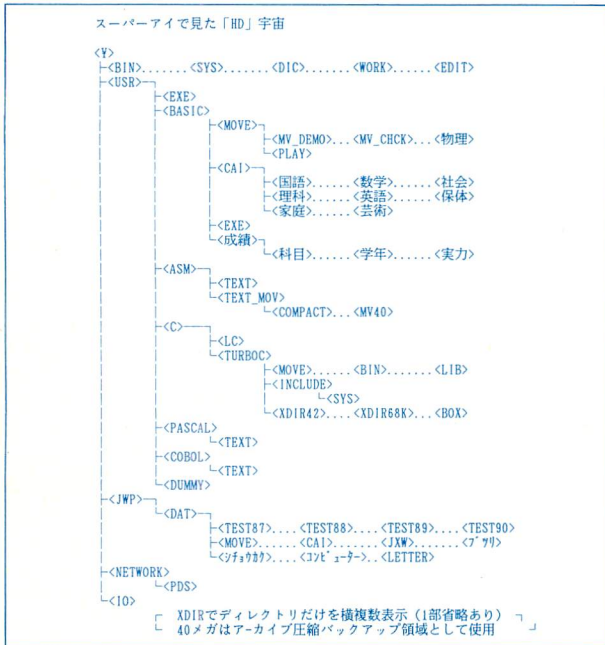 スーパーアイで見た「HD」宇宙
<¥>
├<BIN>.......<SYS>.......<DIC>.......<WORK>......<EDIT>
├<USR>─┐
│      ├<EXE>
│      ├<BASIC>
│      │      ├<MOVE>┐
│      │      │      ├<MV_DEMO>...<MV_CHCK>...<物理>
│      │      │      └<PLAY>
│      │      ├<CAI>─┐
│      │      │      ├<国語>......<数学>......<社会>
│      │      │      ├<理科>......<英語>......<保体>
│      │      │      └<家庭>......<芸術>
│      │      ├<EXE>
│      │      └<成績>┐
│      │             └<科目>......<学年>......<実力>
│      ├<ASM>─┐
│      │      ├<TEXT>
│      │      └<TEXT_MOV>
│      │             └<COMPACT>...<MV40>
│      ├<C>──┐
│      │      ├<LC>
│      │      └<TURBOC>
│      │             ├<MOVE>......<BIN>.......<LIB>
│      │             ├<INCLUDE>
│      │             │      └<SYS>
│      │             └<XDIR42>....<XDIR68K>...<BOX>
│      ├<PASCAL>
│      │      └<TEXT>
│      ├<COBOL>
│      │      └<TEXT>
│      └<DUMMY>
├<JWP>─┐
│      └<DAT>─┐
│             ├<TEST87>....<TEST88>....<TEST89>....<TEST90>
│             ├<MOVE>......<CAI>.......<JXW>.......<ブツリ>
│             └<シチョウカク>....<コンピューター>..<LETTER>
├<NETWORK>
│      └<PDS>
└<IO>
┌ XDIRでディレクトリだけを横複数表示（1部省略あり） ┐
└ 40メガはアーカイブ圧縮バックアップ領域として使用 ┘